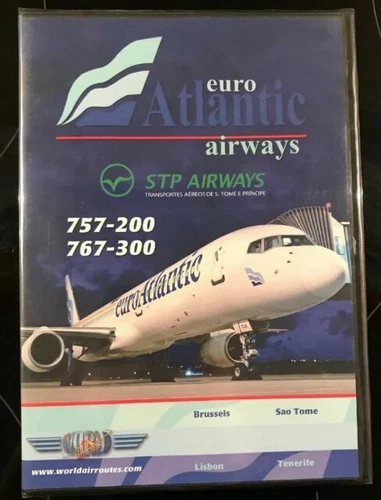 euro
Atlantic
airways
STP AIRWAYS
TRANSPORTES AÉREOS DE S. TOMÉ E PRÍNCIPE
757-200
767-300
euroAtlantic
Brussels Sao Tome
www.worldairroutes.com
Lisbon Tenerife